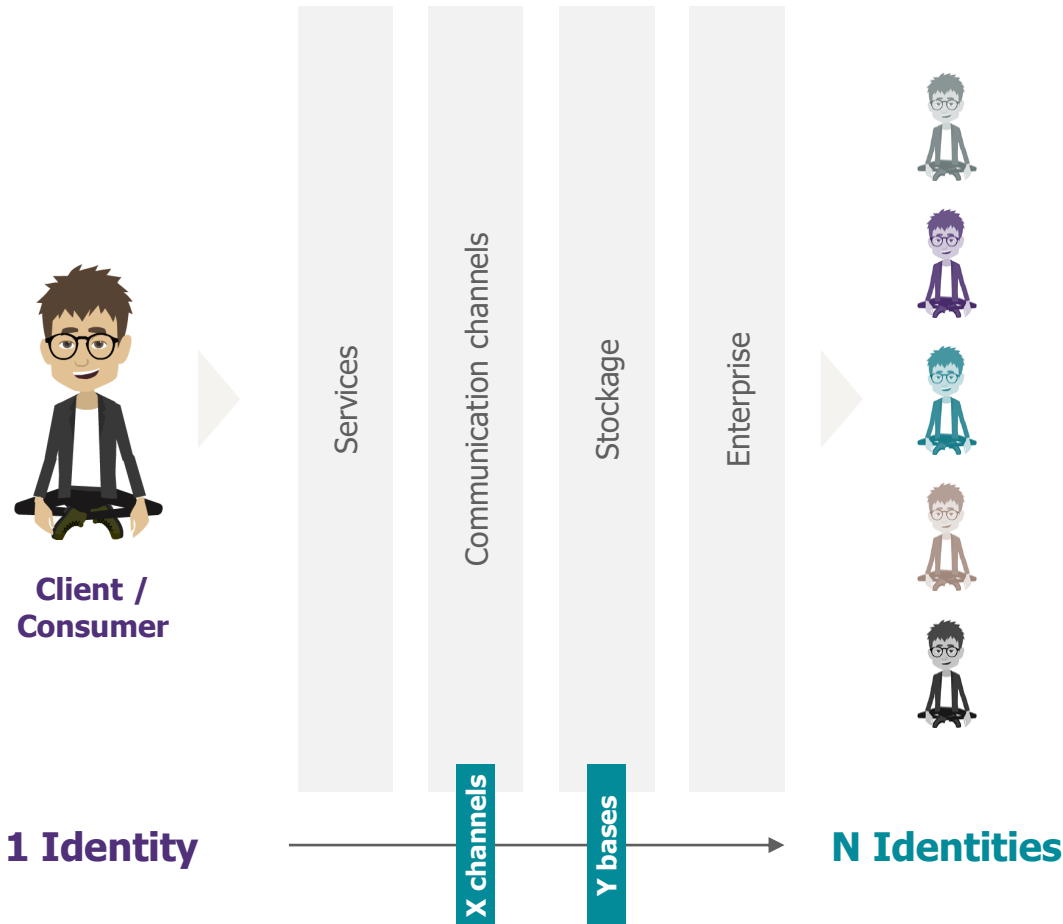 Services
Communication channels
Stockage
Enterprise
Client /
Consumer
1 Identity
X channels
Y bases
N Identities